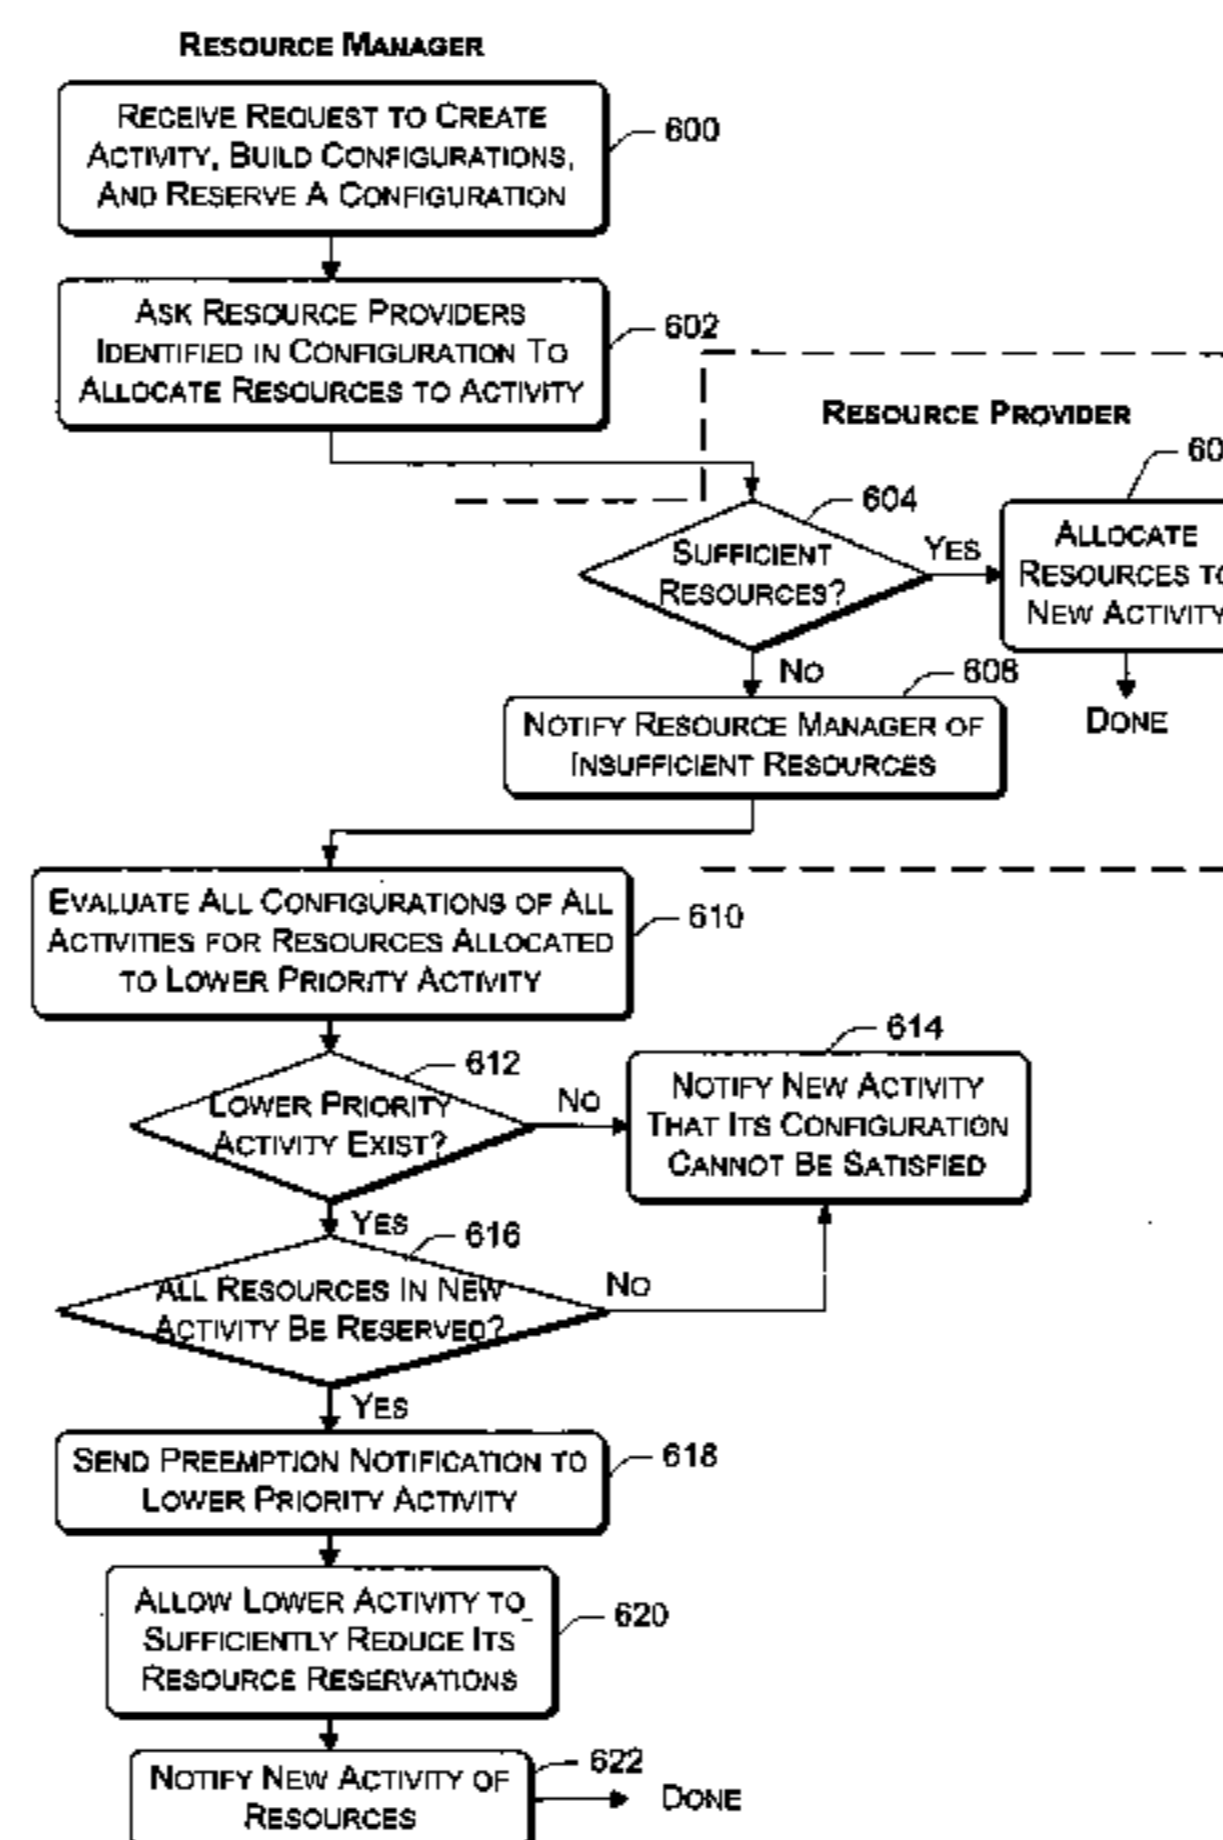 RESOURCE MANAGER
RECEIVE REQUEST TO CREATE
ACTIVITY, BUILD CONFIGURATIONS,
AND RESERVE A CONFIGURATION
600
ASK RESOURCE PROVIDERS
IDENTIFIED IN CONFIGURATION TO
ALLOCATE RESOURCES TO ACTIVITY
602
RESOURCE PROVIDER
60
604
SUFFICIENT
RESOURCES?
YES
ALLOCATE
RESOURCES TO
NEW ACTIVITY
NO
608
DONE
NOTIFY RESOURCE MANAGER OF
INSUFFICIENT RESOURCES
EVALUATE ALL CONFIGURATIONS OF ALL
ACTIVITIES FOR RESOURCES ALLOCATED
TO LOWER PRIORITY ACTIVITY
610
612
LOWER PRIORITY
ACTIVITY EXIST?
NO
614
NOTIFY NEW ACTIVITY
THAT ITS CONFIGURATION
CANNOT BE SATISFIED
YES
616
ALL RESOURCES IN NEW
ACTIVITY BE RESERVED?
NO
YES
SEND PREEMPTION NOTIFICATION TO
LOWER PRIORITY ACTIVITY
618
ALLOW LOWER ACTIVITY TO
SUFFICIENTLY REDUCE ITS
RESOURCE RESERVATIONS
620
NOTIFY NEW ACTIVITY OF
RESOURCES
622
DONE